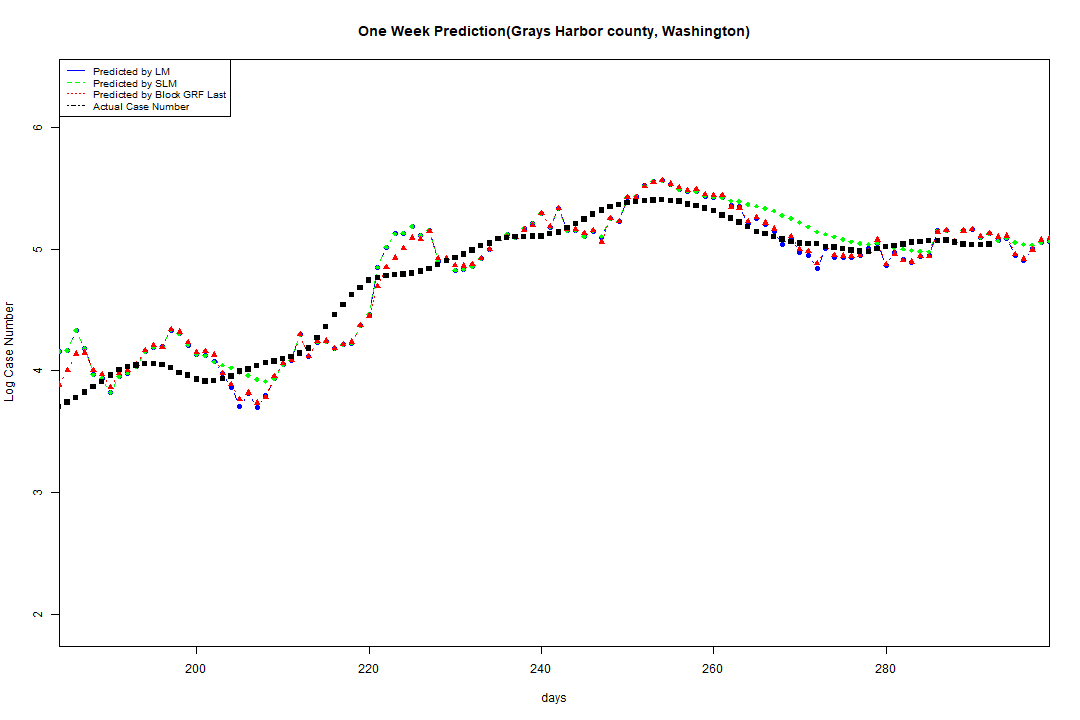 One Week Prediction(Grays Harbor county, Washington)
Predicted by LM
Predicted by SLM
Predicted by Block GRF Last
Actual Case Number
6
5
4
3
2
Log Case Number
200 220 240 260 280
days